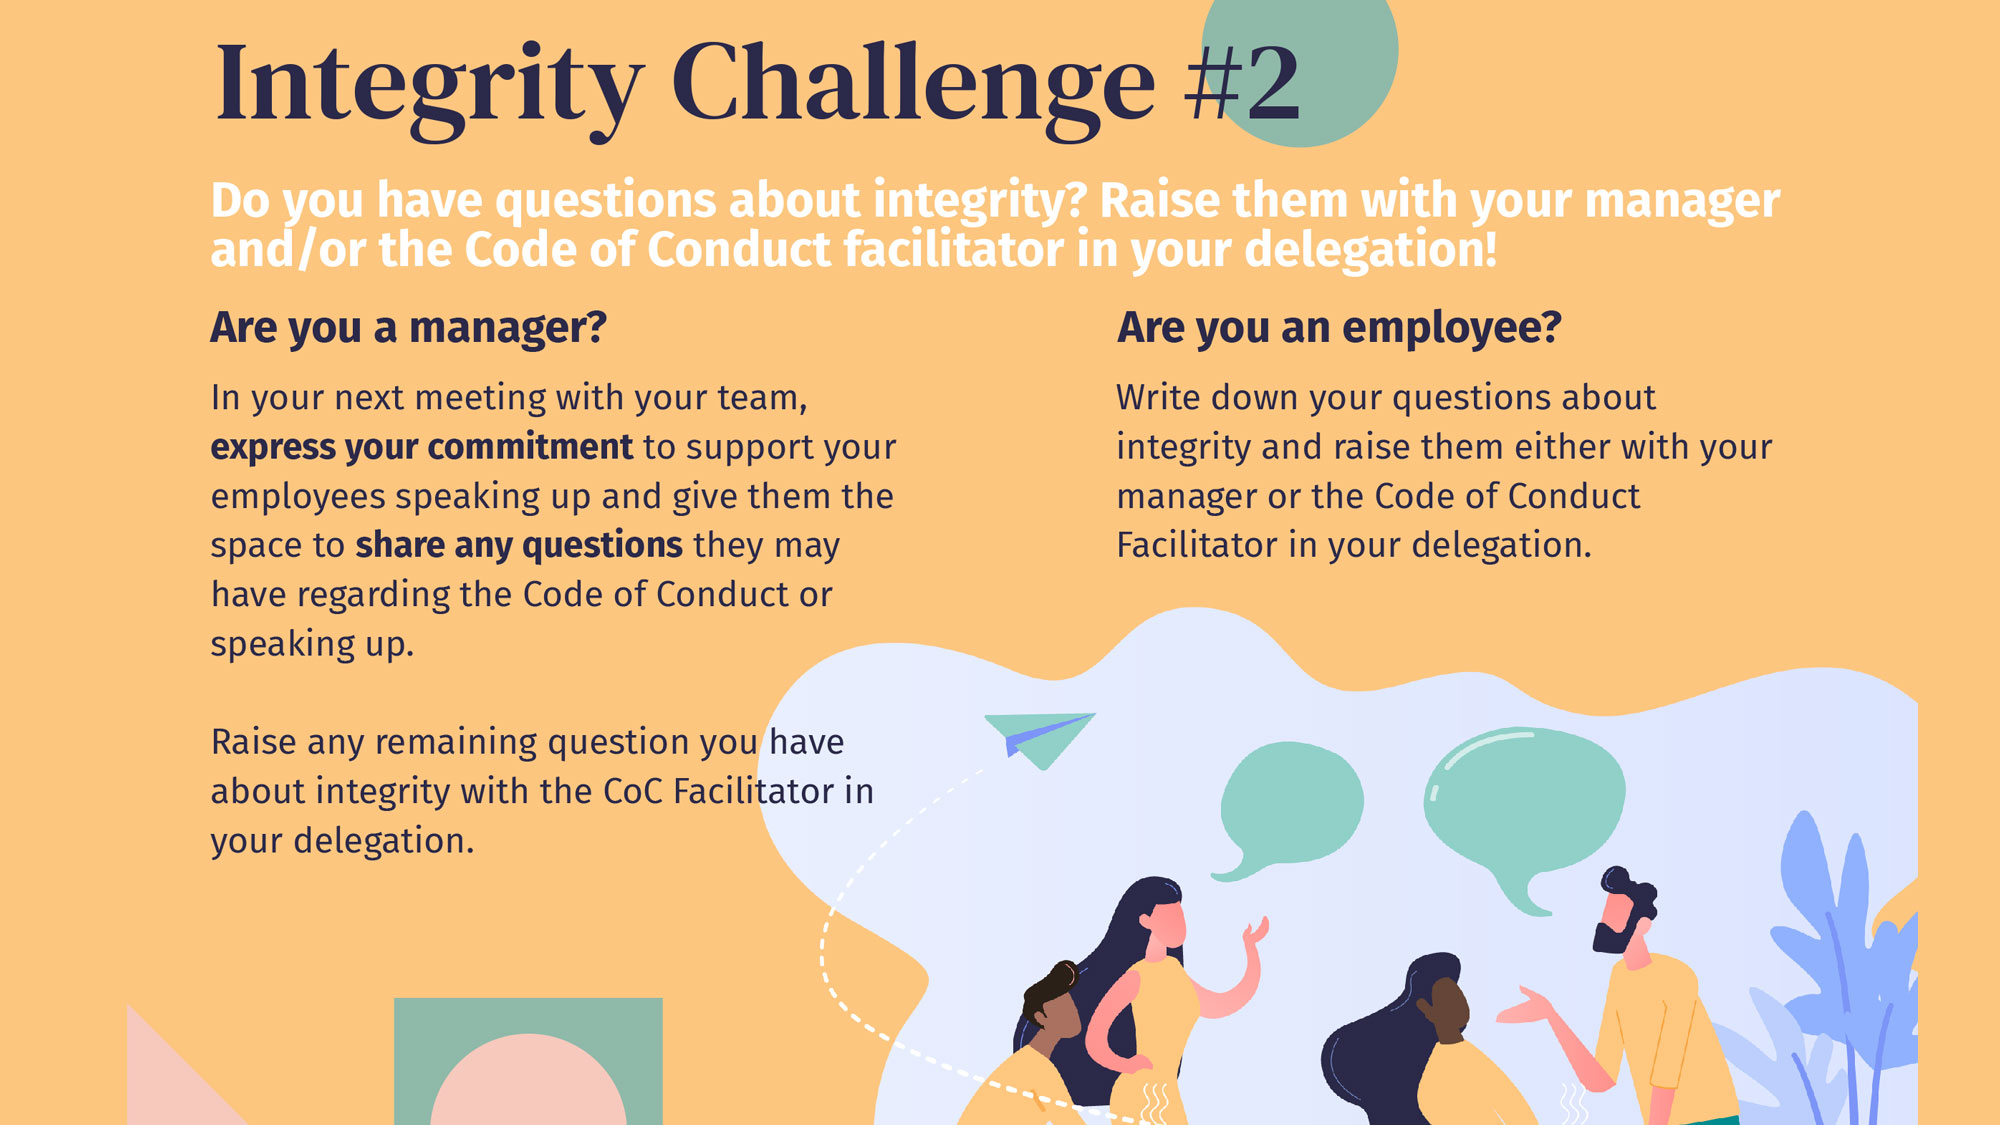 Integrity Challenge #2
Do you have questions about integrity? Raise them with your manager
and/or the Code of Conduct facilitator in your delegation!
Are you a manager?
In your next meeting with your team,
express your commitment to support your
employees speaking up and give them the
space to share any questions they may
have regarding the Code of Conduct or
speaking up.
Raise any remaining question you have
about integrity with the CoC Facilitator in
your delegation.
Are you an employee?
Write down your questions about
integrity and raise them either with your
manager or the Code of Conduct
Facilitator in your delegation.